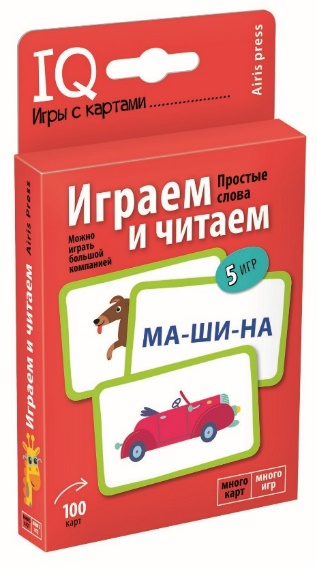 IQ
Игры с картами
Airis press
Играем
и читаем
Простые
слова
Можно
играть
большой
компанией
5 ИГР
МА-ШИ-НА
100
карт
много
карт
много
игр
Играем и читаем
Airis Press